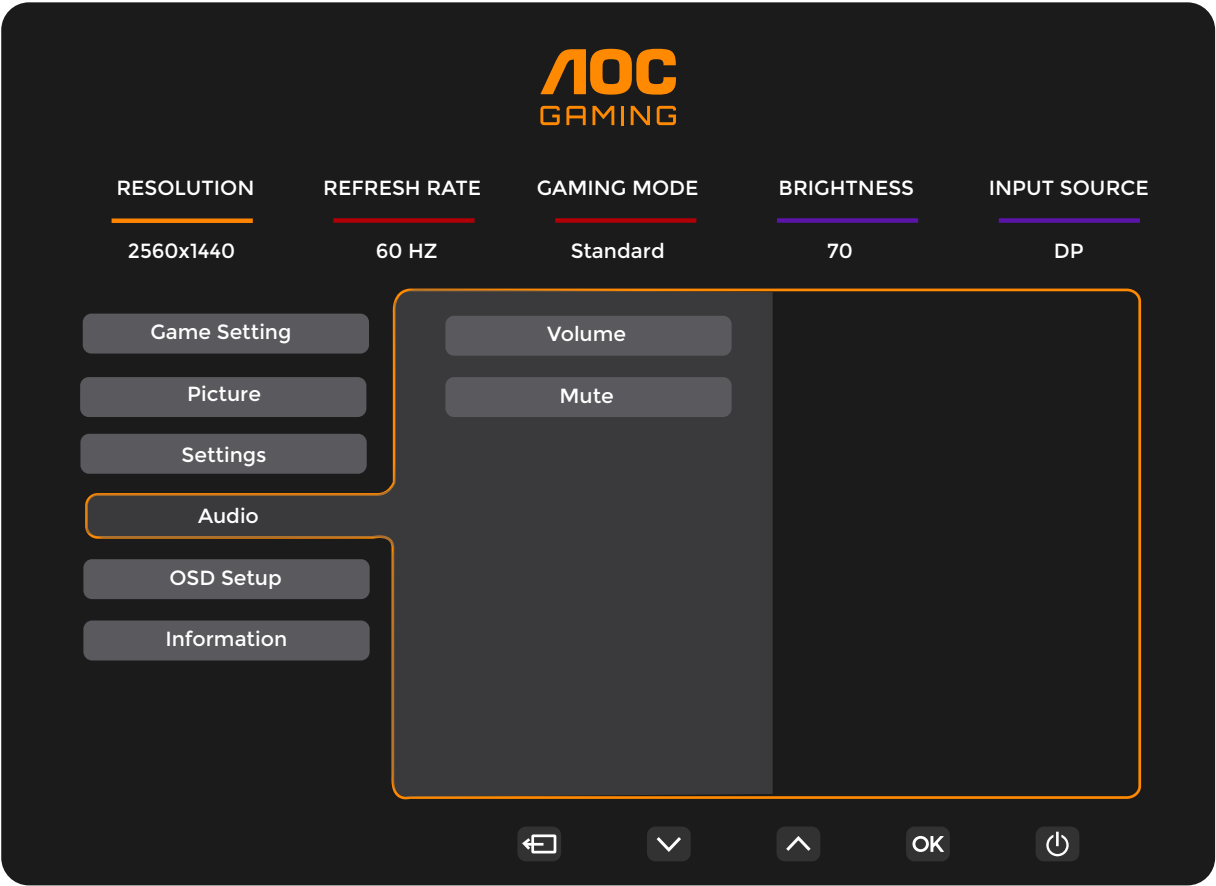 AOC
GAMING
RESOLUTION REFRESH RATE GAMING MODE BRIGHTNESS INPUT SOURCE
2560x1440 60 HZ Standard 70 DP
Game Setting
Picture
Settings
Audio
OSD Setup
Information
Volume
Mute
OK